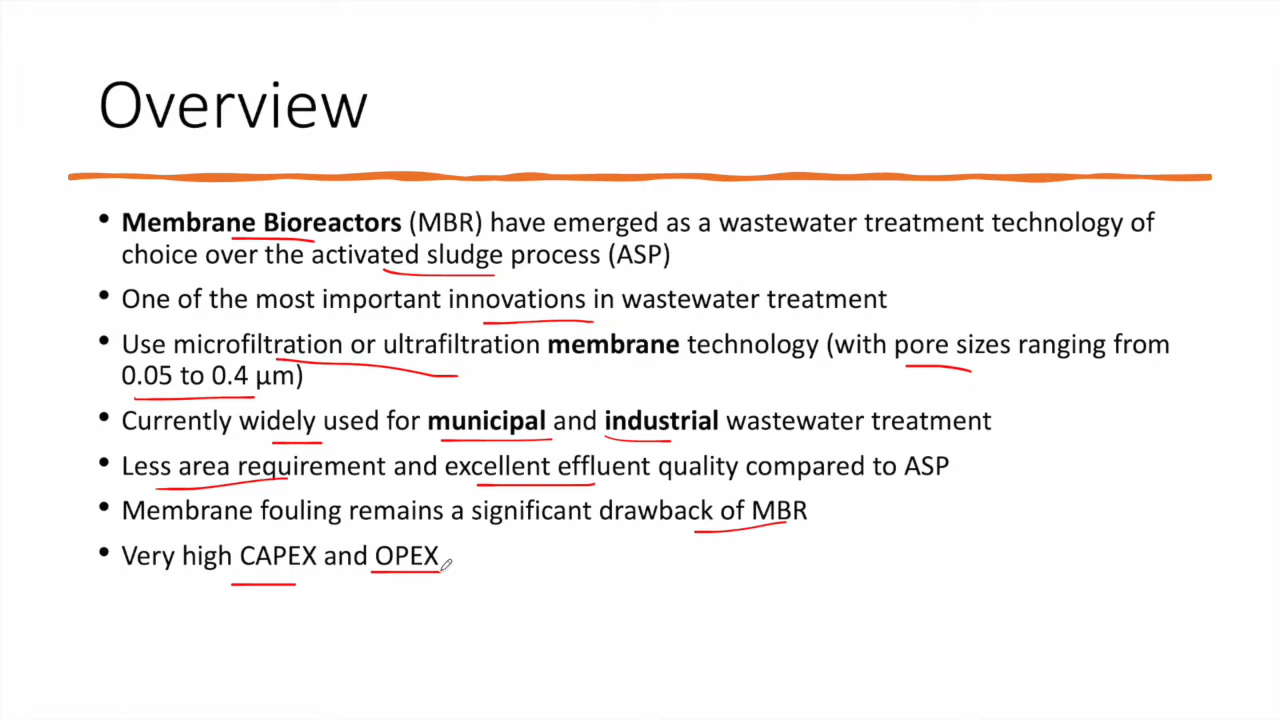 Overview
• Membrane Bioreactors (MBR) have emerged as a wastewater treatment technology of
choice over the activated sludge process (ASP)
• One of the most important innovations in wastewater treatment
• Use microfiltration or ultrafiltration membrane technology (with pore sizes ranging from
0.05 to 0.4 µm)
• Currently widely used for municipal and industrial wastewater treatment
• Less area requirement and excellent effluent quality compared to ASP
• Membrane fouling remains a significant drawback of MBR
• Very high CAPEX and OPEX